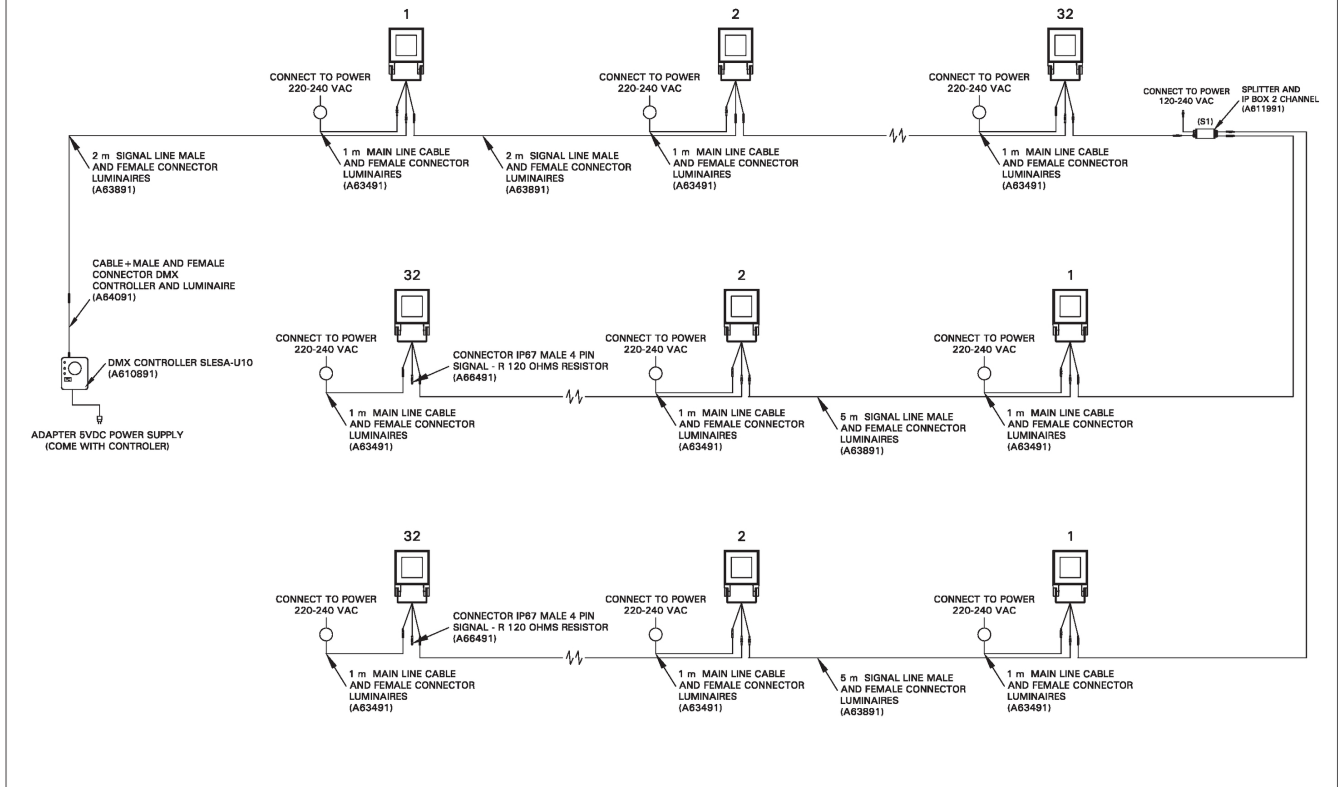 1
2
32
CONNECT TO POWER
220-240 VAC
CONNECT TO POWER
220-240 VAC
CONNECT TO POWER
220-240 VAC
CONNECT TO POWER
120-240 VAC
SPLITTER AND
IP BOX 2 CHANNEL
(A611991)
(S1)
2 m SIGNAL LINE MALE
AND FEMALE CONNECTOR
LUMINAIRES
(A63891)
1 m MAIN LINE CABLE
AND FEMALE CONNECTOR
LUMINAIRES
(A63491)
2 m SIGNAL LINE MALE
AND FEMALE CONNECTOR
LUMINAIRES
(A63891)
1 m MAIN LINE CABLE
AND FEMALE CONNECTOR
LUMINAIRES
(A63491)
1 m MAIN LINE CABLE
AND FEMALE CONNECTOR
LUMINAIRES
(A63491)
CABLE+MALE AND FEMALE
CONNECTOR DMX
CONTROLLER AND LUMINAIRE
(A64091)
DMX CONTROLLER SLESA-U10
(A610891)
ADAPTER 5VDC POWER SUPPLY
(COME WITH CONTROLER)
32
2
1
CONNECT TO POWER
220-240 VAC
CONNECTOR IP67 MALE 4 PIN
SIGNAL - R 120 OHMS RESISTOR
(A66491)
CONNECT TO POWER
220-240 VAC
CONNECT TO POWER
220-240 VAC
1 m MAIN LINE CABLE
AND FEMALE CONNECTOR
LUMINAIRES
(A63491)
1 m MAIN LINE CABLE
AND FEMALE CONNECTOR
LUMINAIRES
(A63491)
5 m SIGNAL LINE MALE
AND FEMALE CONNECTOR
LUMINAIRES
(A63891)
1 m MAIN LINE CABLE
AND FEMALE CONNECTOR
LUMINAIRES
(A63491)
32
2
1
CONNECT TO POWER
220-240 VAC
CONNECTOR IP67 MALE 4 PIN
SIGNAL - R 120 OHMS RESISTOR
(A66491)
CONNECT TO POWER
220-240 VAC
CONNECT TO POWER
220-240 VAC
1 m MAIN LINE CABLE
AND FEMALE CONNECTOR
LUMINAIRES
(A63491)
1 m MAIN LINE CABLE
AND FEMALE CONNECTOR
LUMINAIRES
(A63491)
5 m SIGNAL LINE MALE
AND FEMALE CONNECTOR
LUMINAIRES
(A63891)
1 m MAIN LINE CABLE
AND FEMALE CONNECTOR
LUMINAIRES
(A63491)